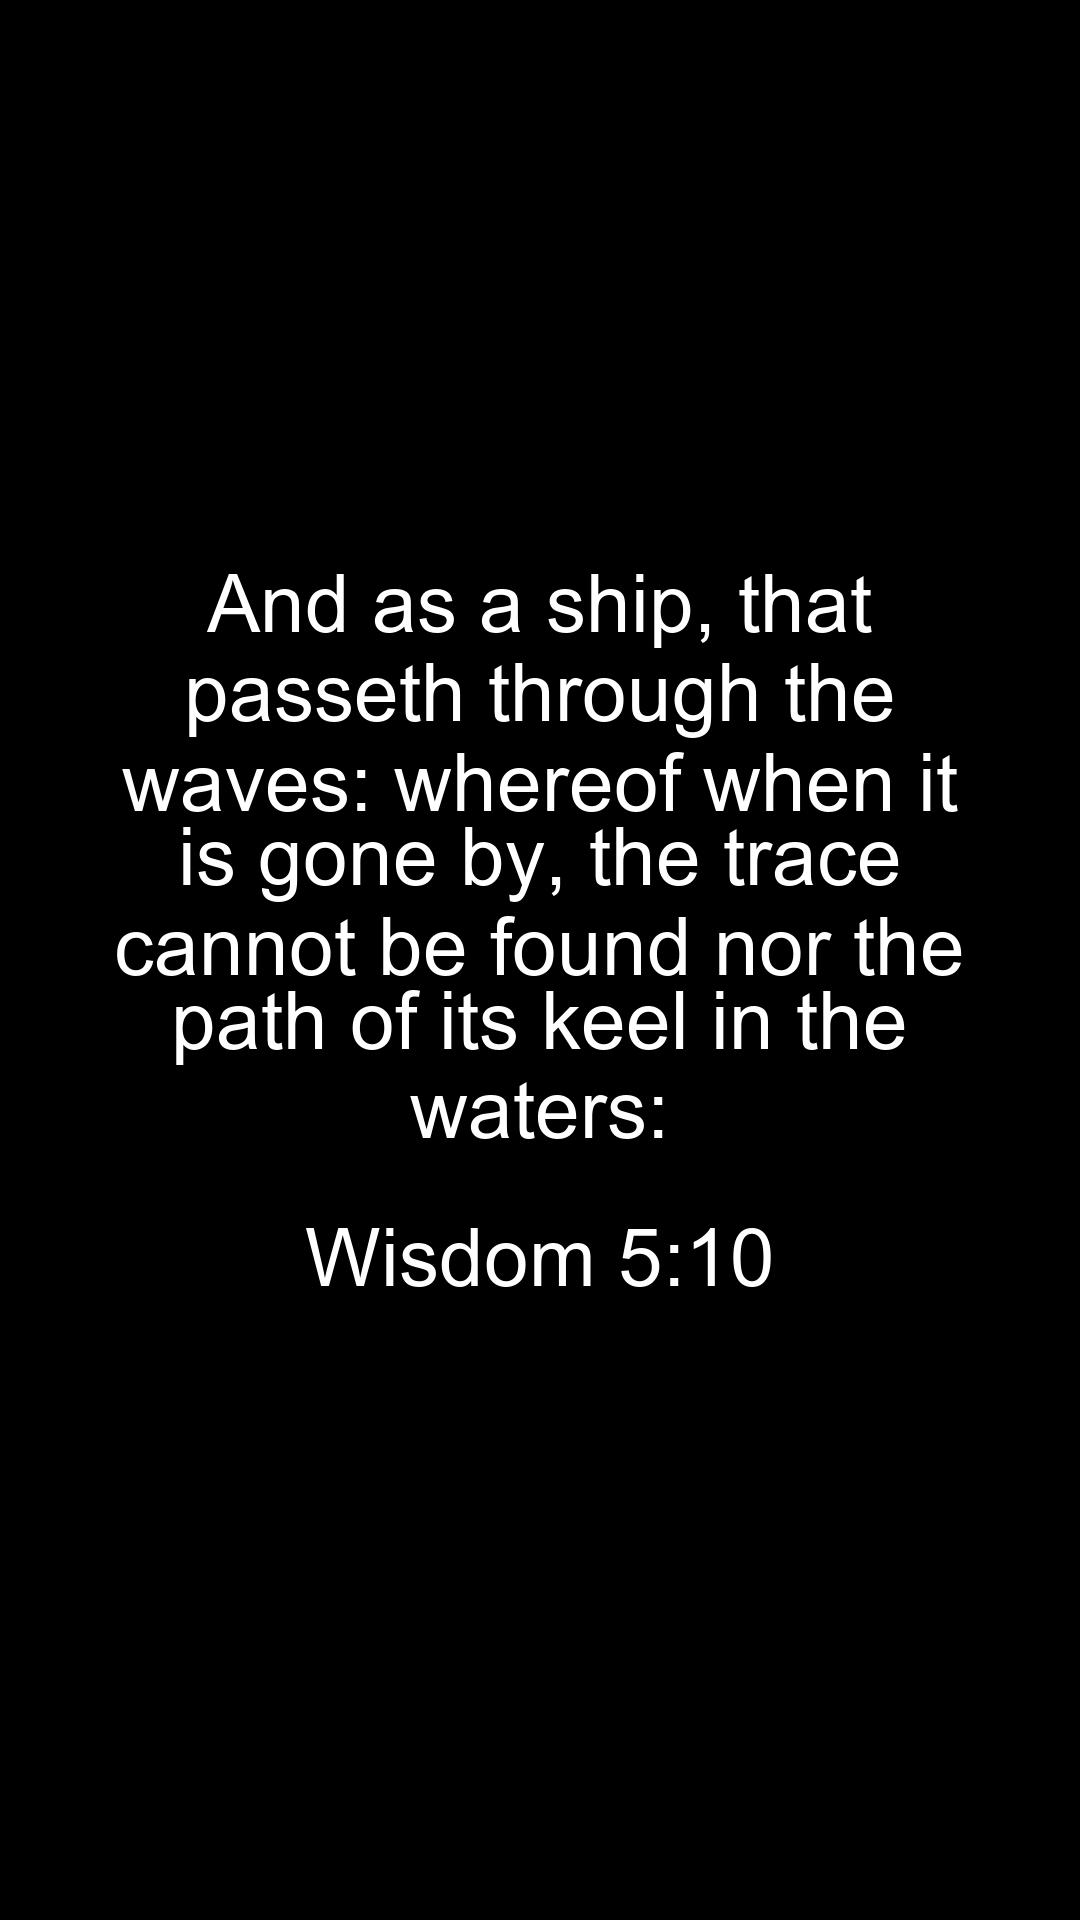 And as a ship, that
passeth through the
waves: whereof when it
is gone by, the trace
cannot be found nor the
path of its keel in the
waters:
Wisdom 5:10